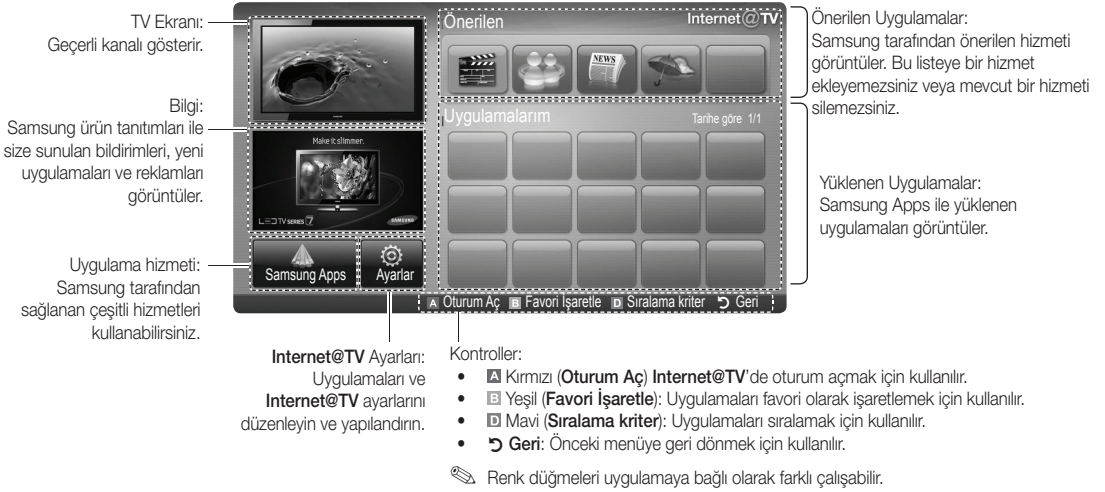 TV Ekranı:
Geçerli kanalı gösterir.
Bilgi:
Samsung ürün tanıtımları ile
size sunulan bildirimleri, yeni
uygulamaları ve reklamları
görüntüler.
Uygulama hizmeti:
Samsung tarafından
sağlanan çeşitli hizmetleri
kullanabilirsiniz.
Önerilen
Internet@TV
NEWS
Uygulamalarım
Tarihe göre 1/1
Make it slimmer.
LED TV SERIES 7
SAMSUNG
Samsung Apps
Ayarlar
A Oturum Aç B Favori İşaretle D Sıralama kriter Geri
Önerilen Uygulamalar:
Samsung tarafından önerilen hizmeti
görüntüler. Bu listeye bir hizmet
ekleyemezsiniz veya mevcut bir hizmeti
silemezsiniz.
Yüklenen Uygulamalar:
Samsung Apps ile yüklenen
uygulamaları görüntüler.
Internet@TV Ayarları:
Uygulamaları ve
Internet@TV ayarlarını
düzenleyin ve yapılandırın.
Kontroller:
• A Kırmızı (Oturum Aç) Internet@TV'de oturum açmak için kullanılır.
• B Yeşil (Favori İşaretle): Uygulamaları favori olarak işaretlemek için kullanılır.
• D Mavi (Sıralama kriter): Uygulamaları sıralamak için kullanılır.
• Geri: Önceki menüye geri dönmek için kullanılır.
Renk düğmeleri uygulamaya bağlı olarak farklı çalışabilir.